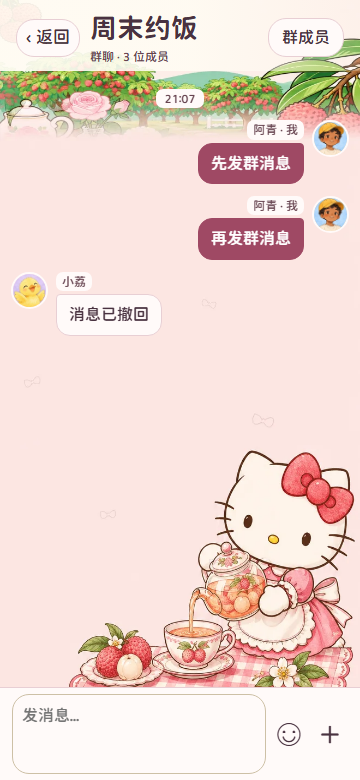 ‹ 返回
周末约饭
群聊 · 3 位成员
群成员
21:07
阿青 · 我
先发群消息
阿青 · 我
再发群消息
小荔
消息已撤回
发消息...